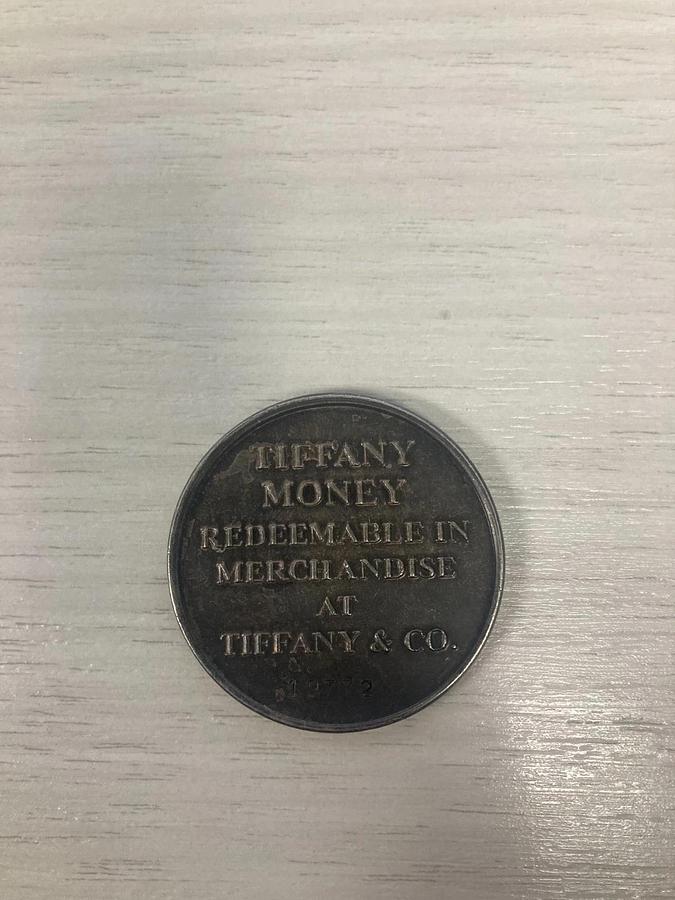 TIFFANY
MONEY
REDEEMABLE IN
MERCHANDISE
AT
TIFFANY & CO.